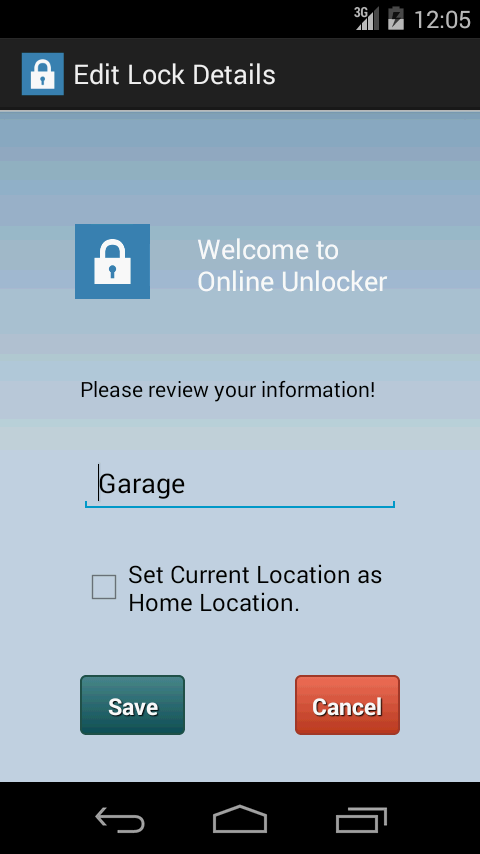 3G 12:05
Edit Lock Details
Welcome to
Online Unlocker
Please review your information!
Garage
Set Current Location as
Home Location.
Save
Cancel